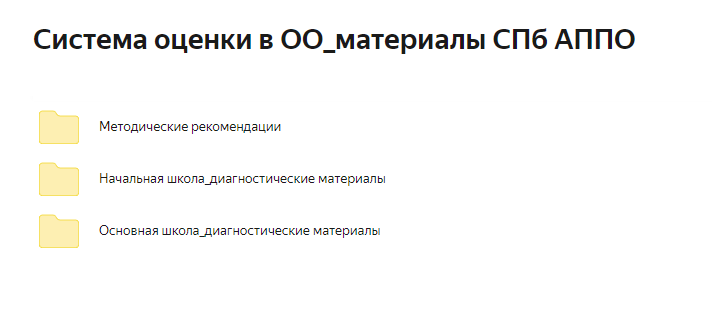 Система оценки в ОО_материалы СПб АППО
Методические рекомендации
Начальная школа_диагностические материалы
Основная школа_диагностические материалы